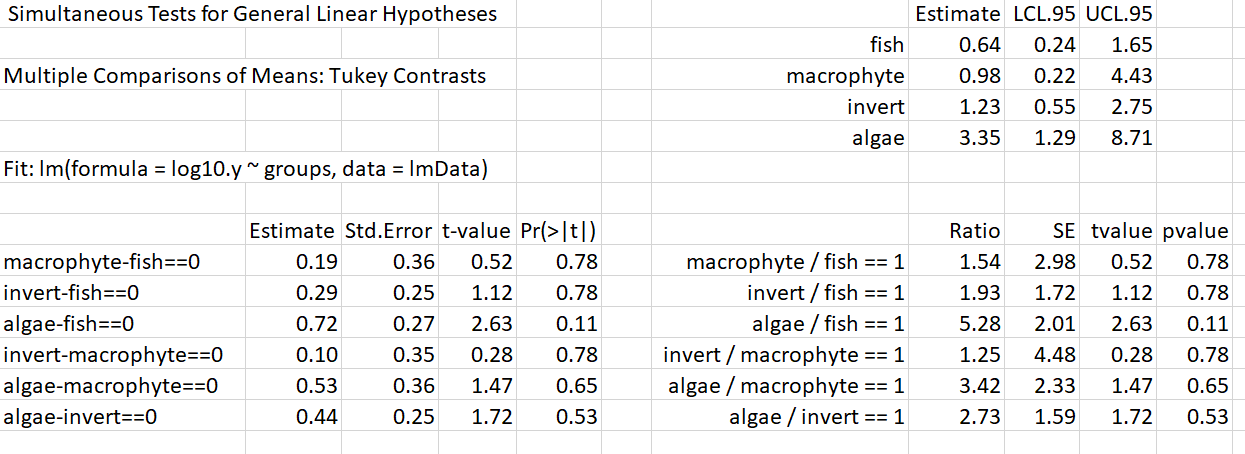 Simultaneous Tests for General Linear Hypotheses Estimate LCL.95 UCL.95
fish 0.64 0.24 1.65
Multiple Comparisons of Means: Tukey Contrasts macrophyte 0.98 0.22 4.43
invert 1.23 0.55 2.75
algae 3.35 1.29 8.71
Fit: lm(formula = log10.y ~ groups, data = lmData)
Estimate Std.Error t-value Pr(>|t|) Ratio SE tvalue pvalue
macrophyte-fish==0 0.19 0.36 0.52 0.78 macrophyte / fish == 1 1.54 2.98 0.52 0.78
invert-fish==0 0.29 0.25 1.12 0.78 invert / fish == 1 1.93 1.72 1.12 0.78
algae-fish==0 0.72 0.27 2.63 0.11 algae / fish == 1 5.28 2.01 2.63 0.11
invert-macrophyte==0 0.10 0.35 0.28 0.78 invert / macrophyte == 1 1.25 4.48 0.28 0.78
algae-macrophyte==0 0.53 0.36 1.47 0.65 algae / macrophyte == 1 3.42 2.33 1.47 0.65
algae-invert==0 0.44 0.25 1.72 0.53 algae / invert == 1 2.73 1.59 1.72 0.53